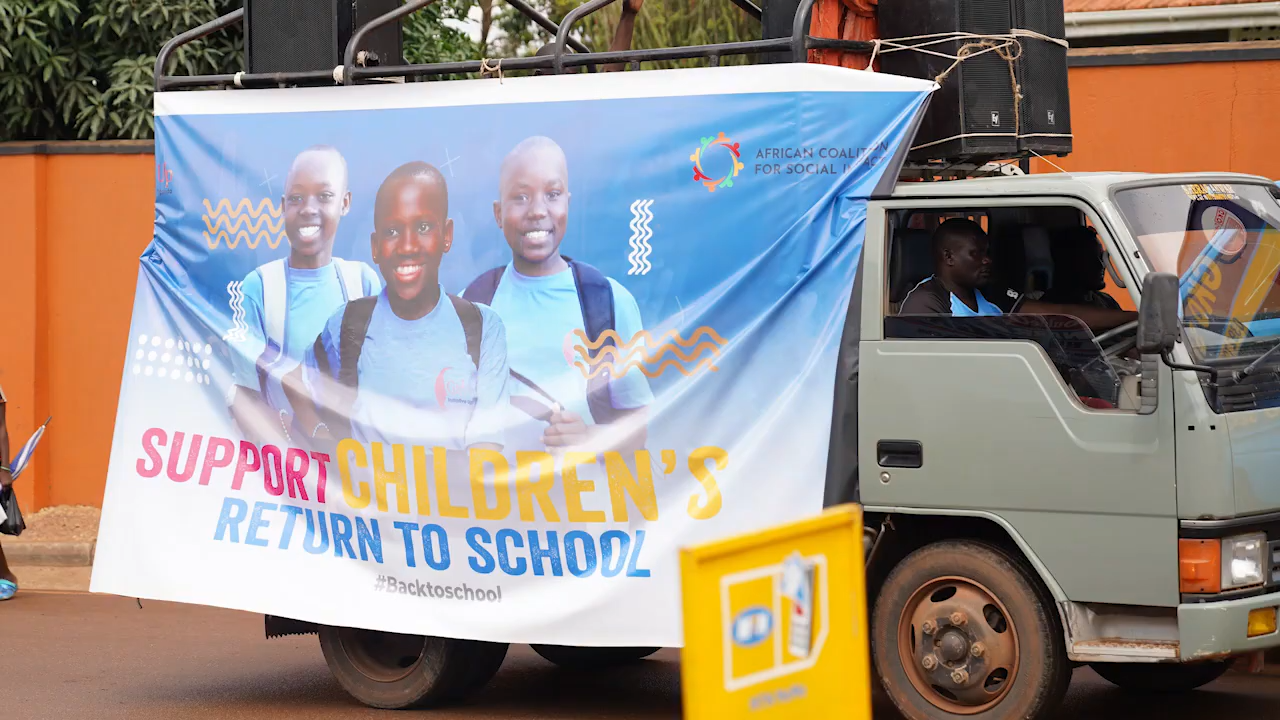 AFRICAN COALITION
FOR SOCIAL
SUPPORT CHILDREN'S
RETURN TO SCHOOL
#Backtoschool